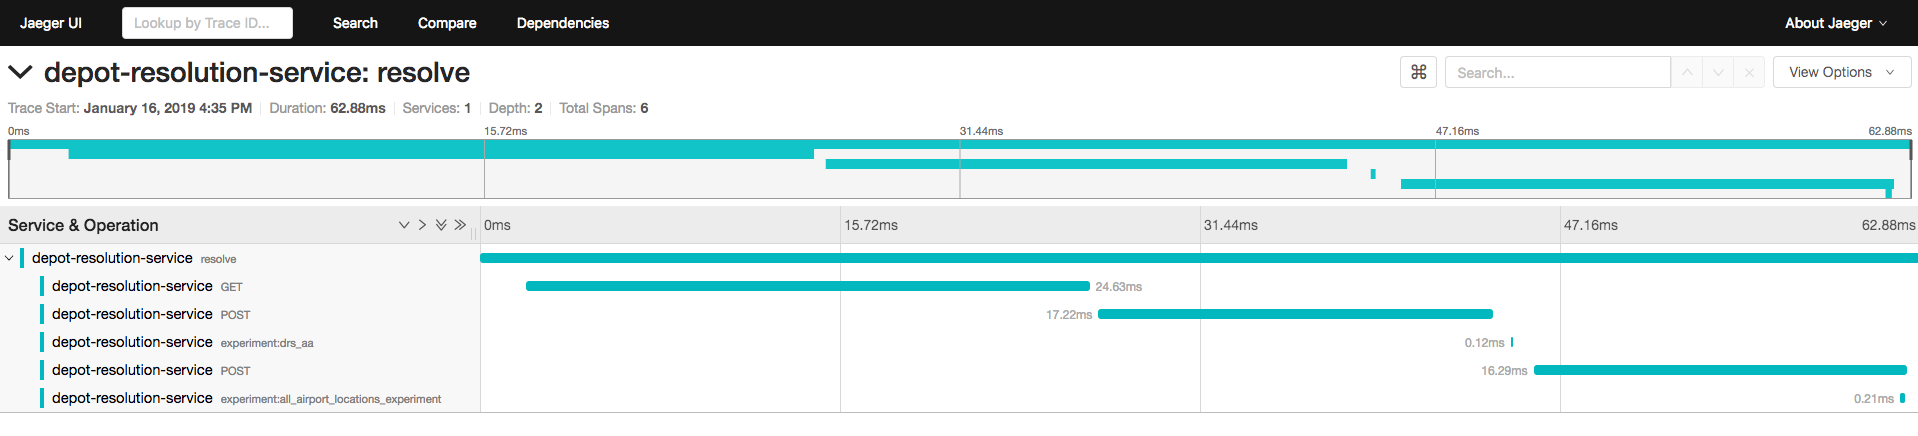 Jaeger UI Lookup by Trace ID... Search Compare Dependencies About Jaeger
depot-resolution-service: resolve Search... View Options
Trace Start: January 16, 2019 4:35 PM Duration: 62.88ms Services: 1 Depth: 2 Total Spans: 6
0ms 15.72ms 31.44ms 47.16ms 62.88ms
Service & Operation 0ms 15.72ms 31.44ms 47.16ms 62.88ms
depot-resolution-service resolve
depot-resolution-service GET 24.63ms
depot-resolution-service POST 17.22ms
depot-resolution-service experiment:drs_aa 0.12ms
depot-resolution-service POST 16.29ms
depot-resolution-service experiment:all_airport_locations_experiment 0.21ms